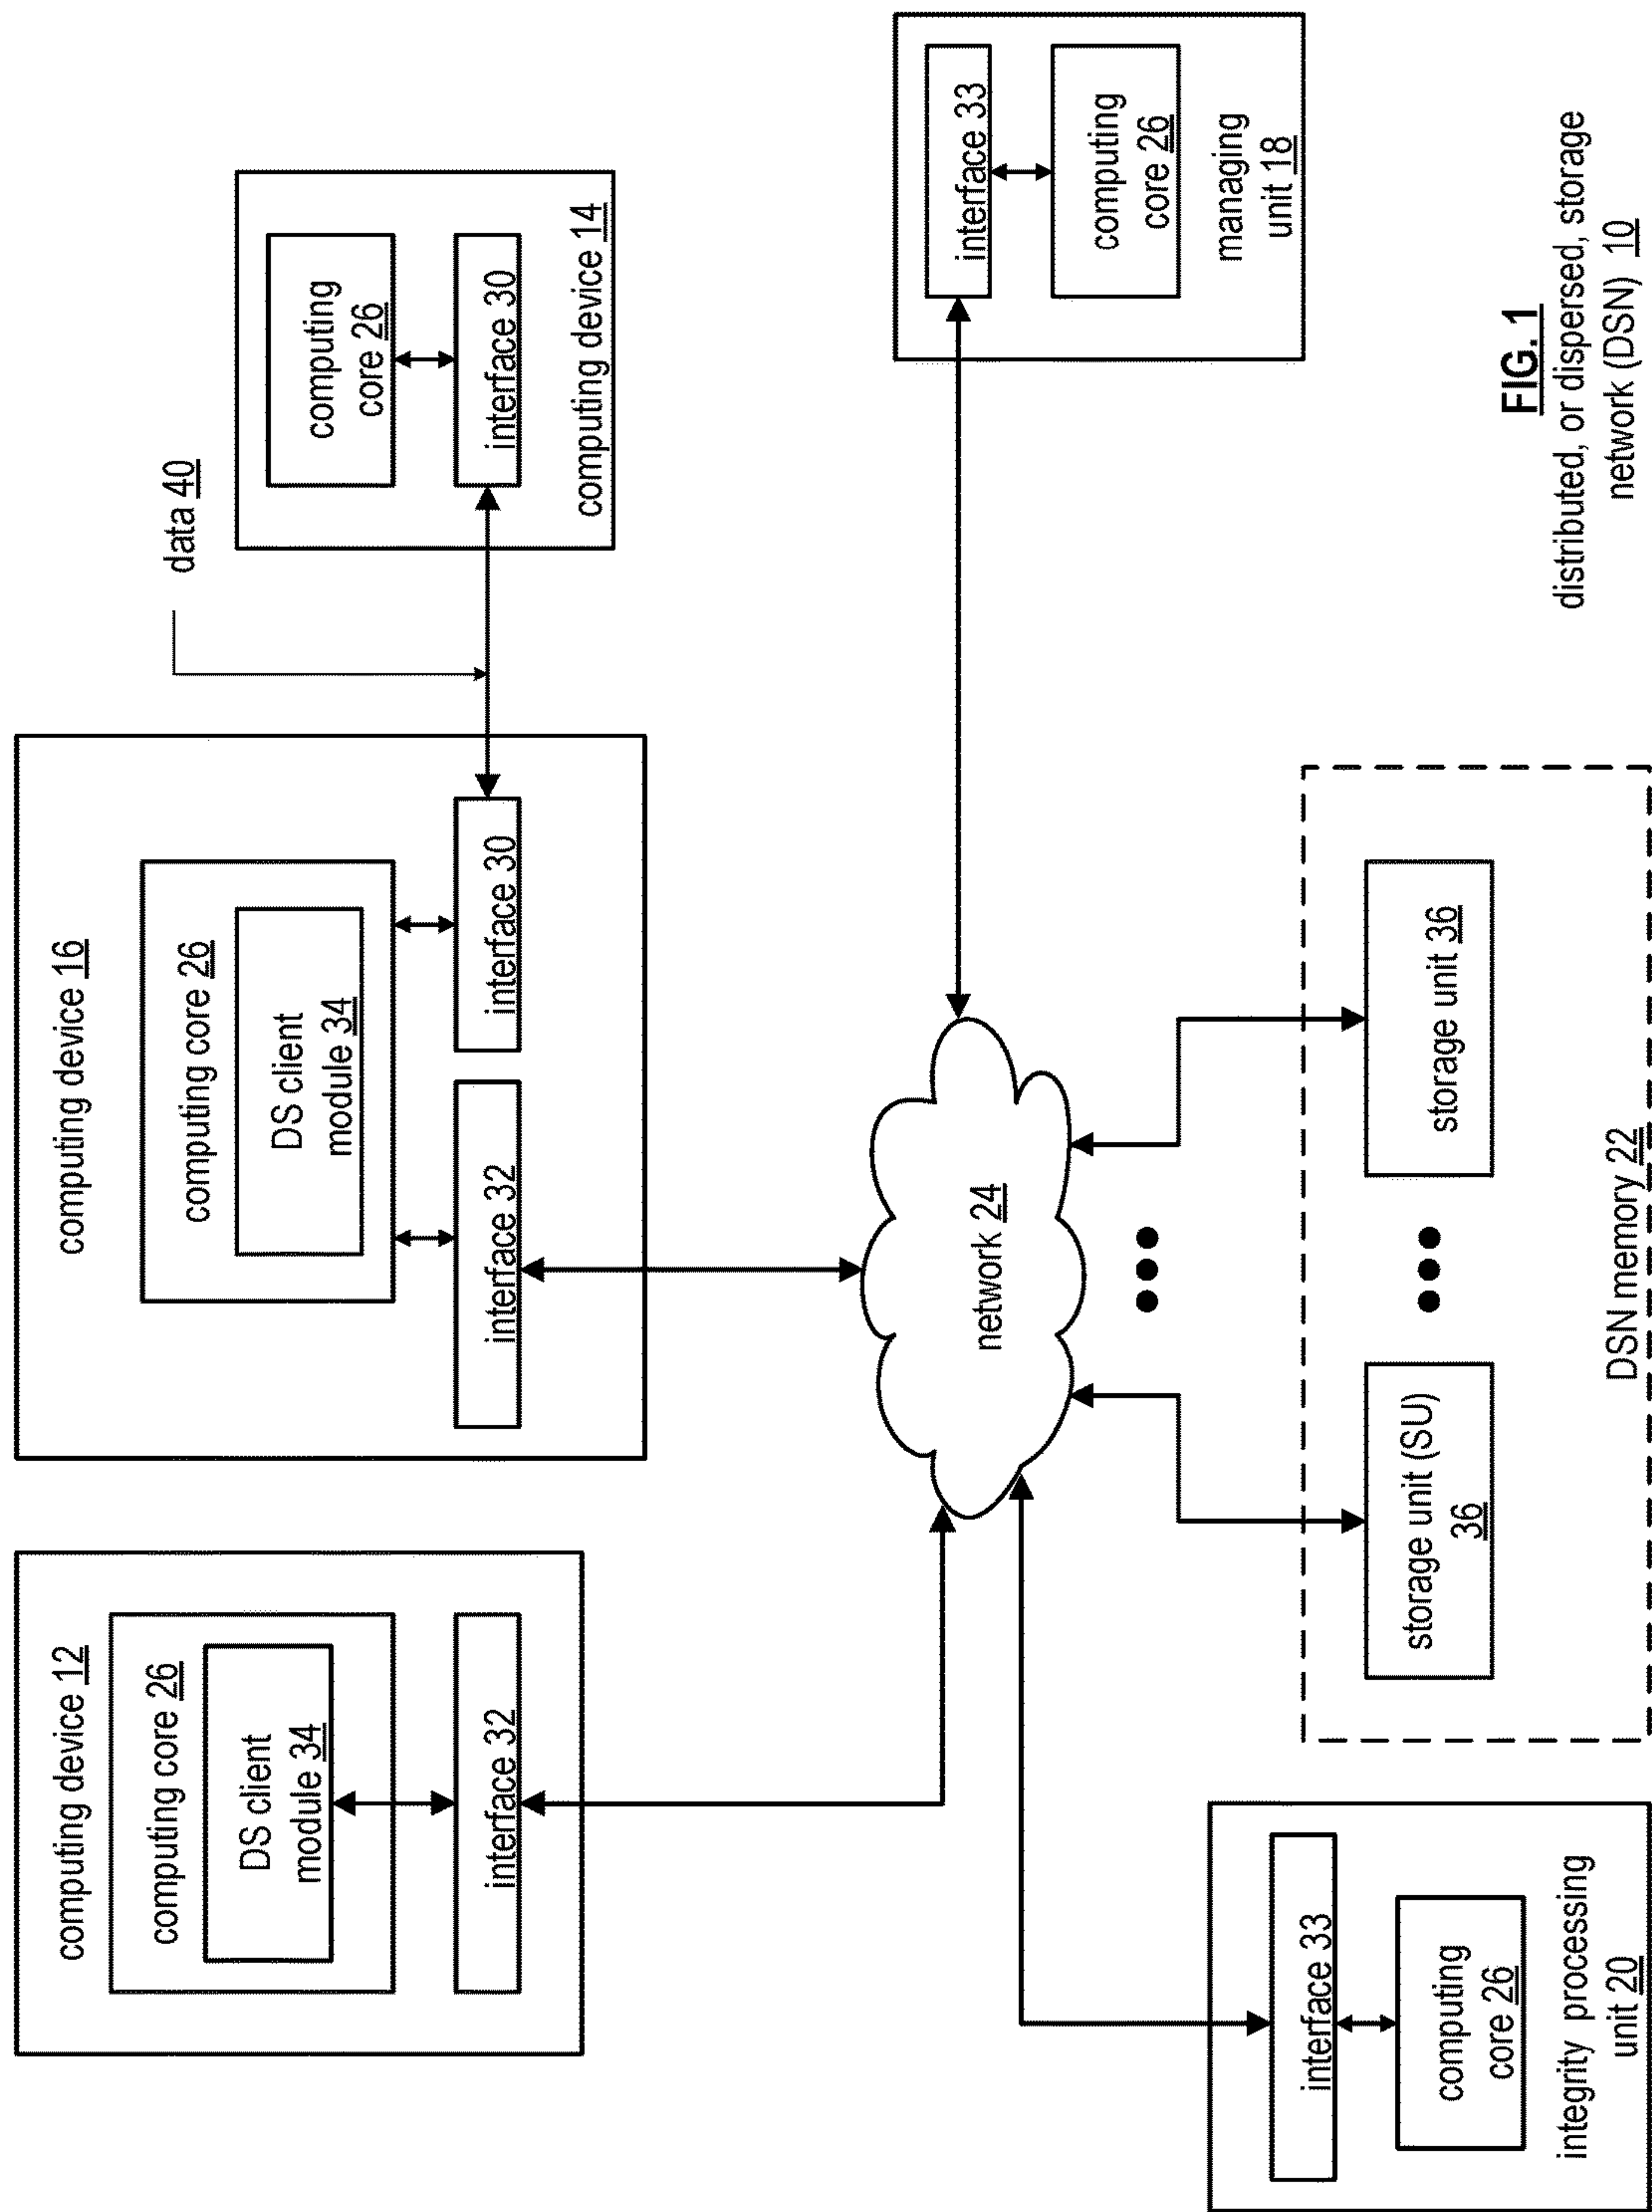 computing device 12
computing core 26
DS client
module 34
interface 32
computing device 16
computing core 26
DS client
module 34
interface 32
interface 30
data 40
computing
core 26
interface 30
computing device 14
network 24
interface 33
computing
core 26
managing
unit 18
interface 33
computing
core 26
integrity processing
unit 20
storage unit (SU)
36
storage unit 36
DSN memory 22
FIG. 1
distributed, or dispersed, storage
network (DSN) 10